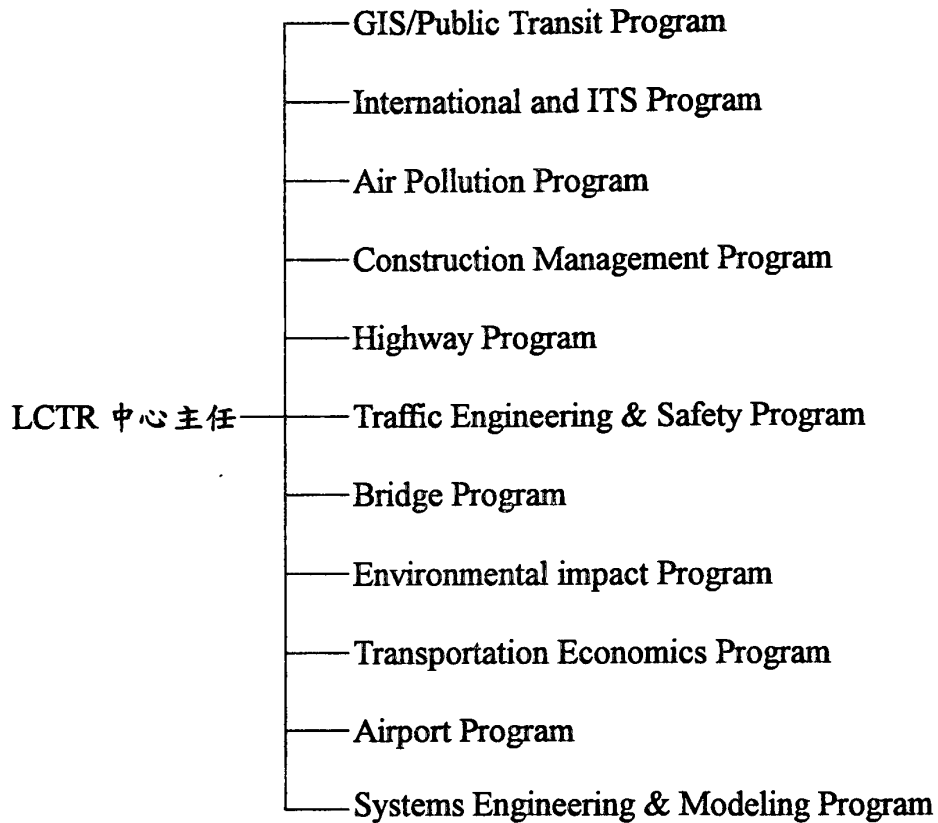 GIS/Public Transit Program
International and ITS Program
Air Pollution Program
Construction Management Program
Highway Program
LCTR 中心主任
Traffic Engineering & Safety Program
Bridge Program
Environmental impact Program
Transportation Economics Program
Airport Program
Systems Engineering & Modeling Program